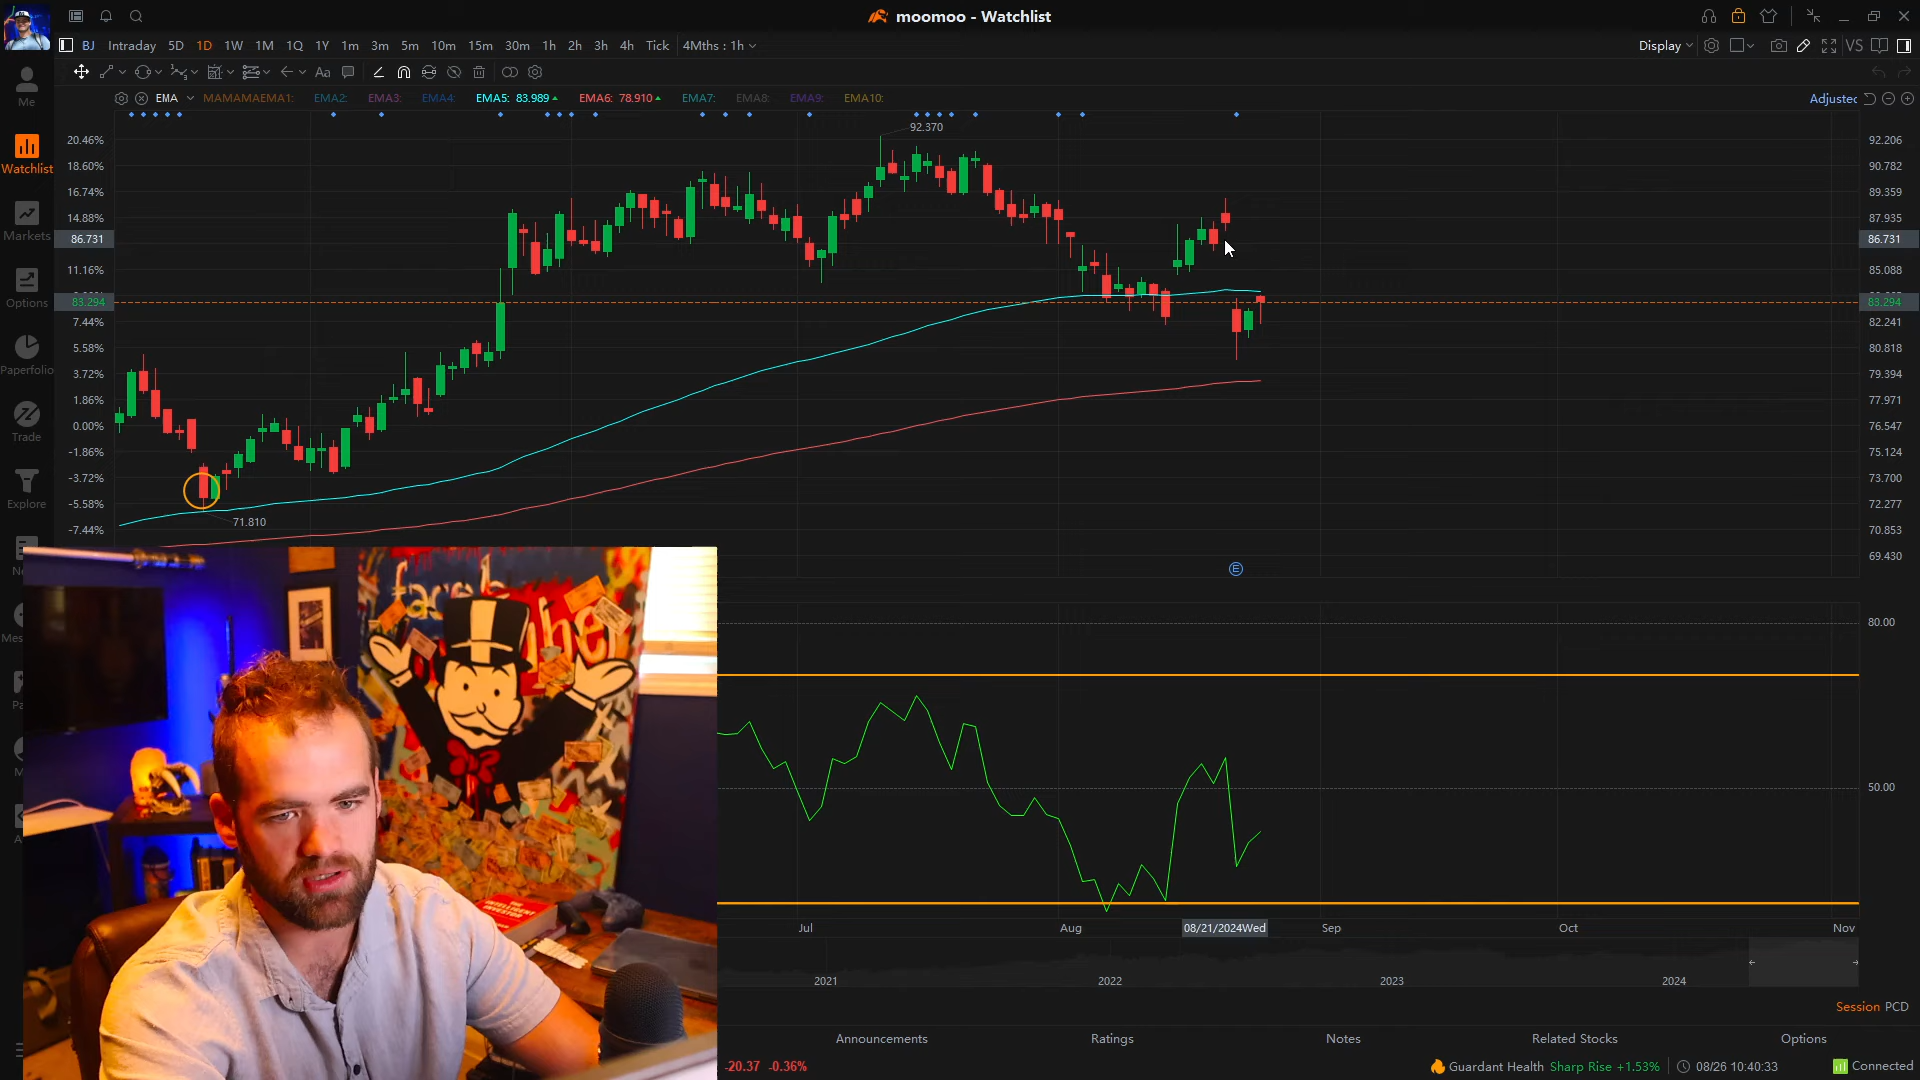 moomoo - Watchlist
BJ Intraday 5D 1D 1W 1M 1Q 1Y 1m 3m 5m 10m 15m 30m 1h 2h 3h 4h Tick 4Mths : 1h
Display VS
Aa
EMA MAMAMAEMA1: EMA2: EMA3: EMA4: EMA5: 83.989 EMA6: 78.910 EMA7: EMA8: EMA9: EMA10:
Adjusted
Me
Watchlist
Markets
Options
Paperfolio
Trade
Explore
20.46%
18.60%
16.74%
14.88%
86.731
11.16%
83.294
7.44%
5.58%
3.72%
1.86%
0.00%
-1.86%
-3.72%
-5.58%
-7.44%
92.370
71.810
92.206
90.782
89.359
87.935
86.731
85.088
83.294
82.241
80.818
79.394
77.971
76.547
75.124
73.700
72.277
70.853
69.430
E
80.00
50.00
Jul Aug 08/21/2024Wed Sep Oct Nov
2021 2022 2023 2024
Session PCD
Announcements Ratings Notes Related Stocks Options
-20.37 -0.36%
Guardant Health Sharp Rise +1.53% 08/26 10:40:33 Connected
THE INTELLIGENT INVESTOR